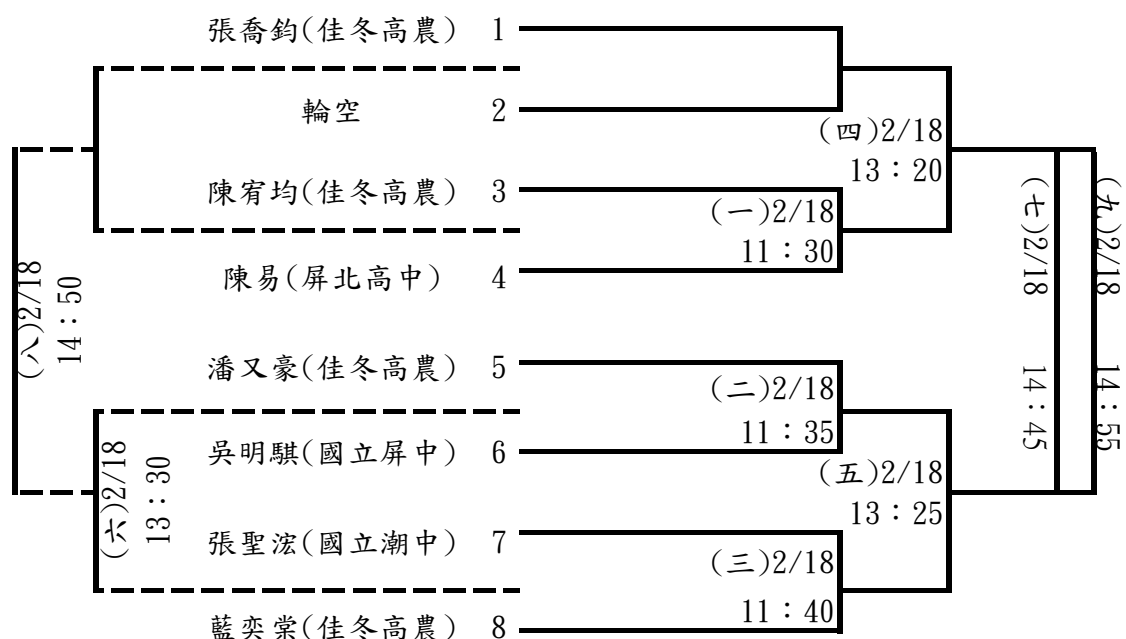 張喬鈞(佳冬高農) 1
輪空 2
(四)2/18
13：20
陳宥均(佳冬高農) 3
(一)2/18
11：30
陳易(屏北高中) 4
(七)2/18 14：45
(九)2/18 14：55
(八)2/18
14：50
潘又豪(佳冬高農) 5
(二)2/18
11：35
吳明騏(國立屏中) 6
(五)2/18
13：25
(六)2/18
13：30
張聖浤(國立潮中) 7
(三)2/18
11：40
藍奕棠(佳冬高農) 8